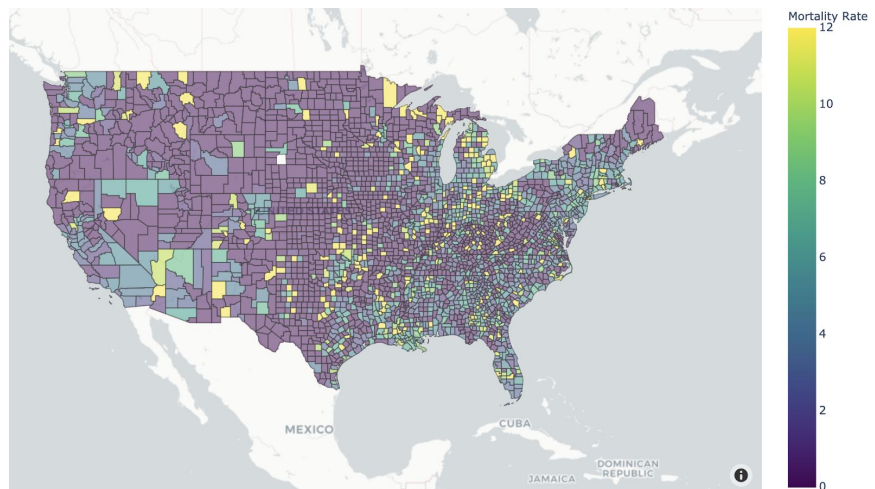 Mortality Rate
12
10
8
6
4
2
0
MEXICO
CUBA
DOMINICAN
REPUBLIC
JAMAICA